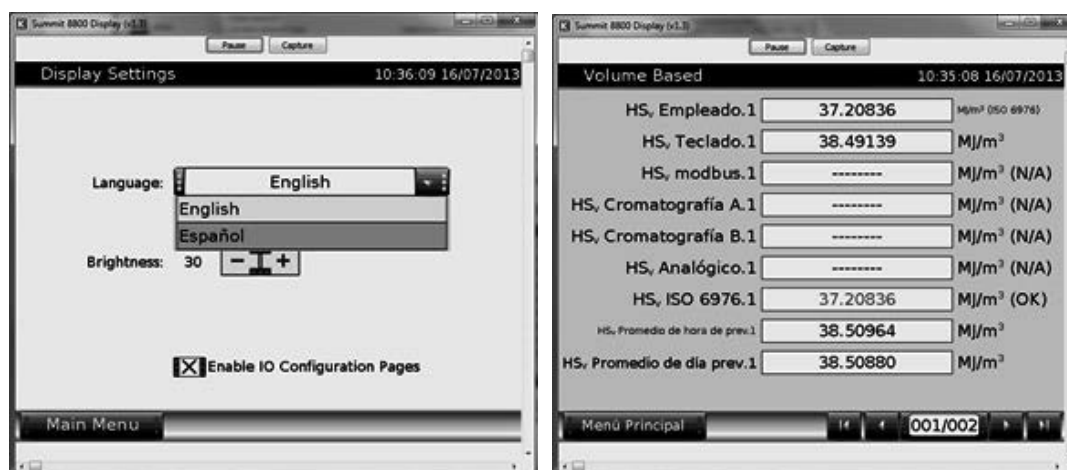 Summit 8800 Display (v1.3)
Pause Capture
Display Settings 10:36:09 16/07/2013
Language: English
English
Español
Brightness: 30 - +
Enable IO Configuration Pages
Main Menu
Summit 8800 Display (v1.3)
Pause Capture
Volume Based 10:35:08 16/07/2013
HSᵥ Empleado.1 37.20836 MJ/m³ (ISO 6976)
HSᵥ Teclado.1 38.49139 MJ/m³
HSᵥ modbus.1 -------- MJ/m³ (N/A)
HSᵥ Cromatografía A.1 -------- MJ/m³ (N/A)
HSᵥ Cromatografía B.1 -------- MJ/m³ (N/A)
HSᵥ Analógico.1 -------- MJ/m³ (N/A)
HSᵥ ISO 6976.1 37.20836 MJ/m³ (OK)
HSᵥ Promedio de hora de prev.1 38.50964 MJ/m³
HSᵥ Promedio de día prev.1 38.50880 MJ/m³
Menú Principal 001/002